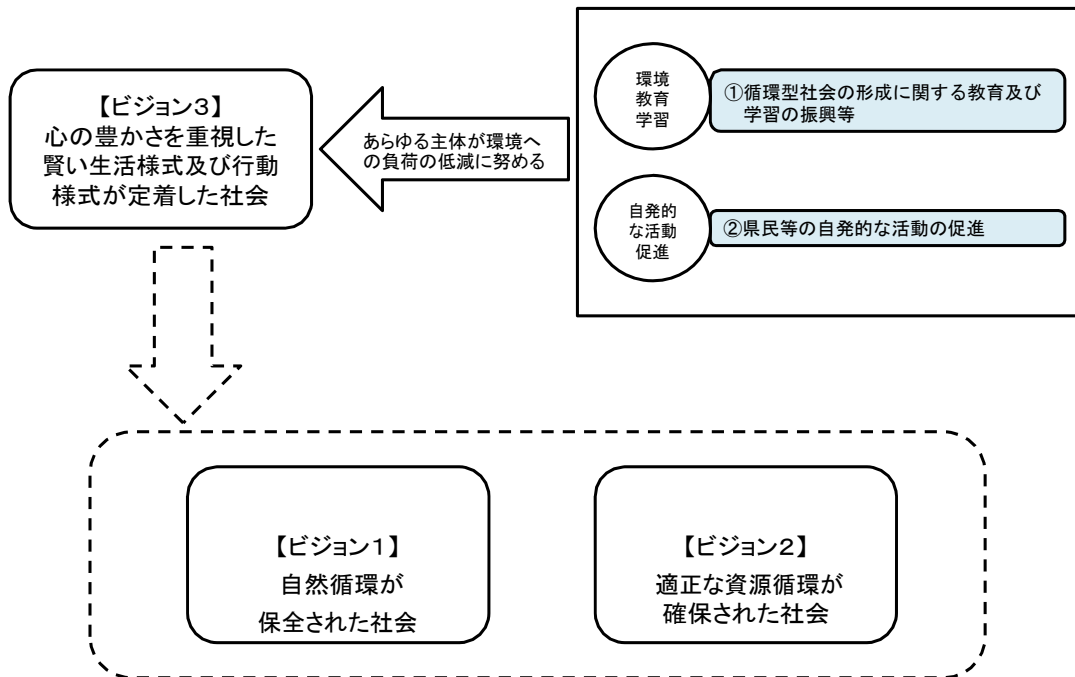 【ビジョン３】
心の豊かさを重視した
賢い生活様式及び行動
様式が定着した社会
あらゆる主体が環境へ
の負荷の低減に努める
環境
教育
学習
①循環型社会の形成に関する教育及び
学習の振興等
自発的
な活動
促進
②県民等の自発的な活動の促進
【ビジョン１】
自然循環が
保全された社会
【ビジョン２】
適正な資源循環が
確保された社会